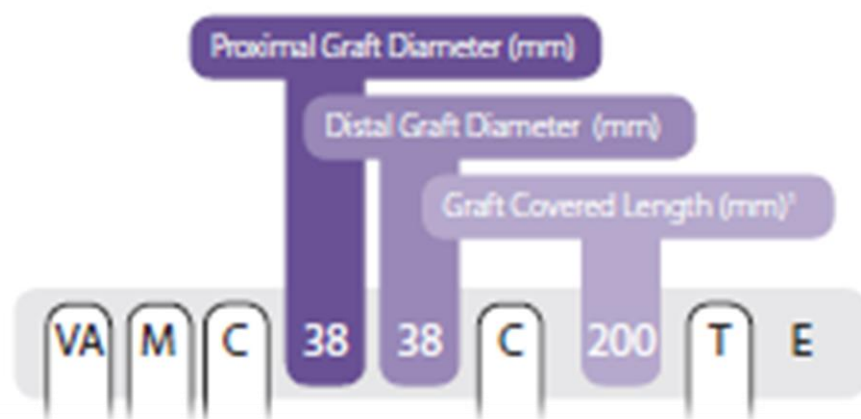 Proximal Graft Diameter (mm)
Distal Graft Diameter (mm)
Graft Covered Length (mm)¹
VA M C 38 38 C 200 T E